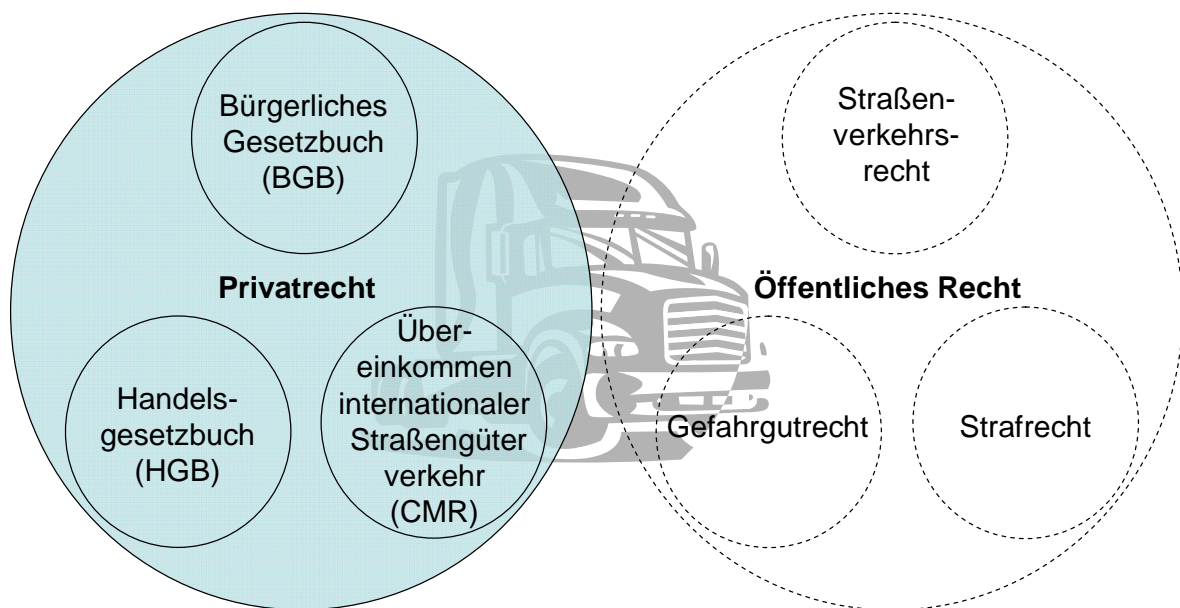 Bürgerliches
Gesetzbuch
(BGB)
Privatrecht
Handels-
gesetzbuch
(HGB)
Über-
einkommen
internationaler
Straßengüter
verkehr
(CMR)
Straßen-
verkehrs-
recht
Öffentliches Recht
Gefahrgutrecht
Strafrecht